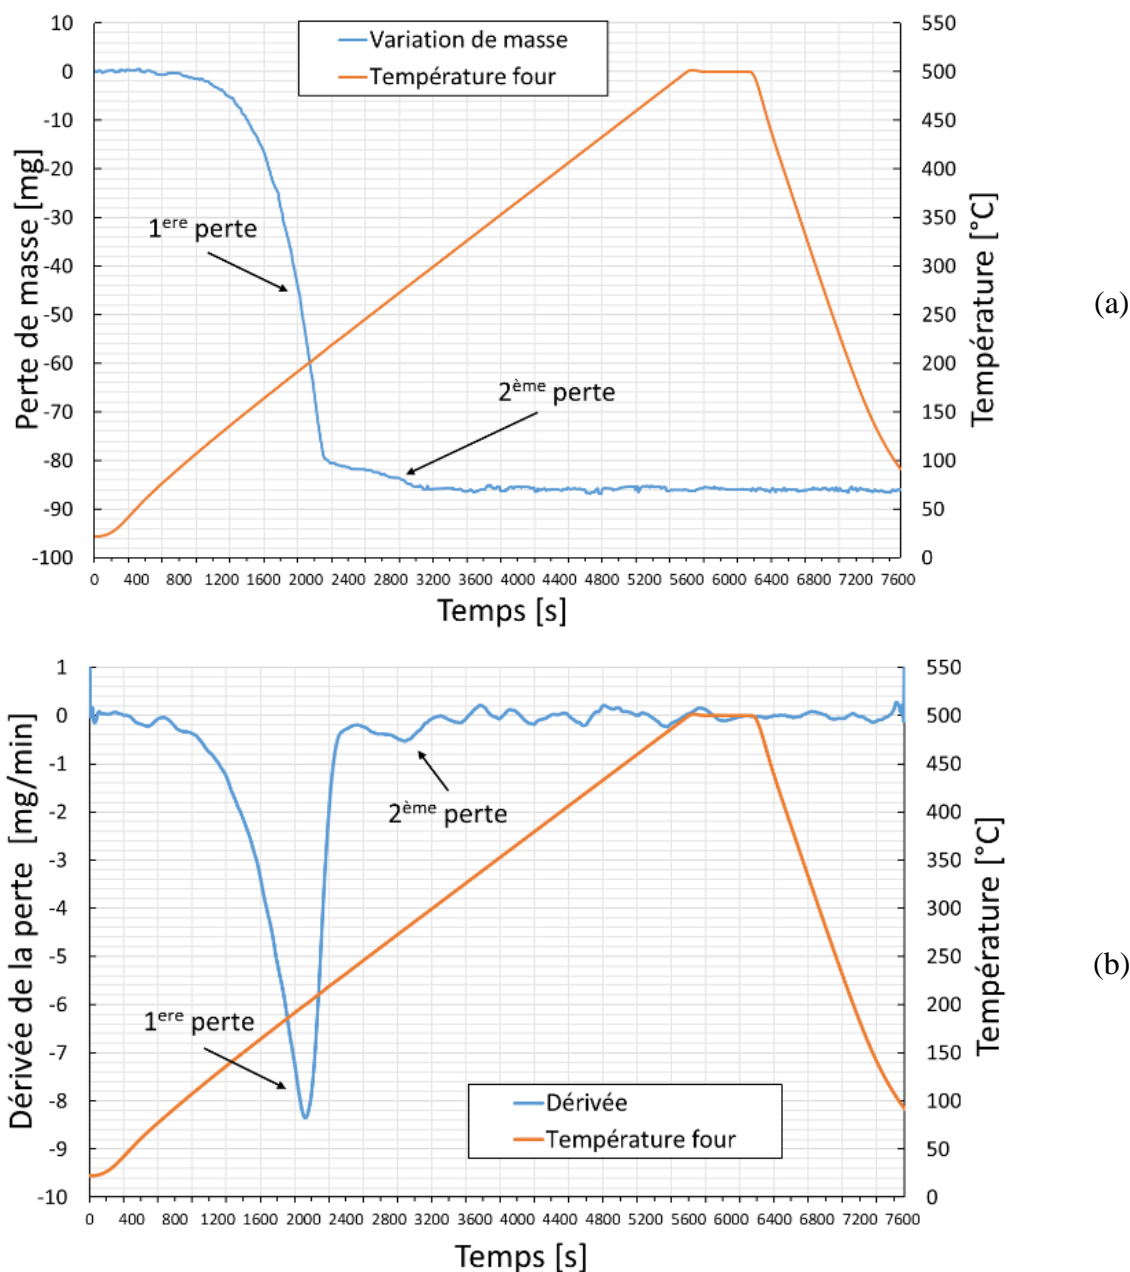 10
0
-10
-20
-30
-40
-50
-60
-70
-80
-90
-100
Perte de masse [mg]
Variation de masse
Température four
1ere perte
2ème perte
550
500
450
400
350
300
250
200
150
100
50
0
Température [°C]
0 400 800 1200 1600 2000 2400 2800 3200 3600 4000 4400 4800 5200 5600 6000 6400 6800 7200 7600
Temps [s]
(a)
1
0
-1
-2
-3
-4
-5
-6
-7
-8
-9
-10
Dérivée de la perte [mg/min]
2ème perte
1ere perte
Dérivée
Température four
550
500
450
400
350
300
250
200
150
100
50
0
Température [°C]
0 400 800 1200 1600 2000 2400 2800 3200 3600 4000 4400 4800 5200 5600 6000 6400 6800 7200 7600
Temps [s]
(b)